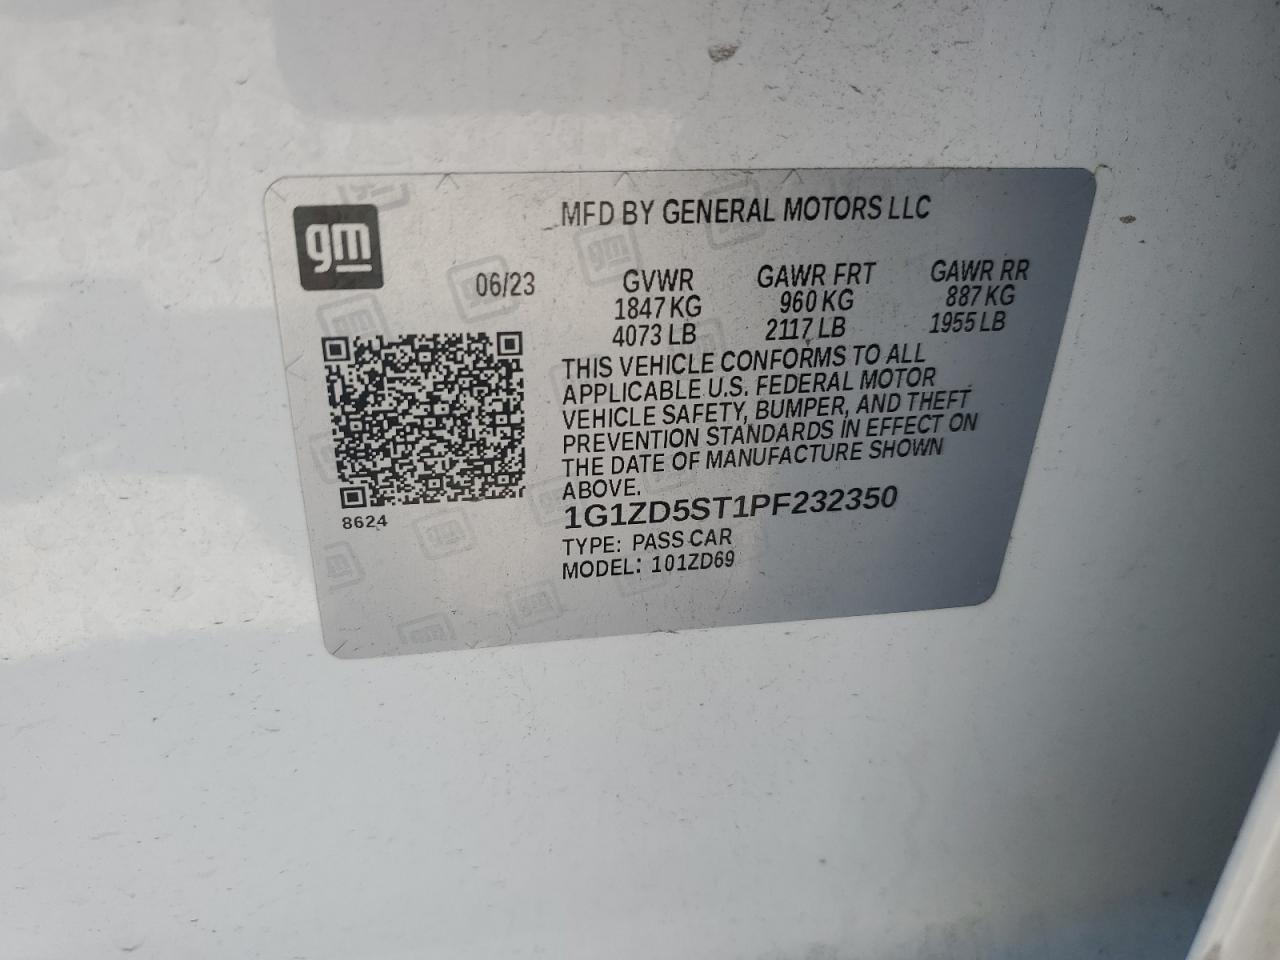 gm
MFD BY GENERAL MOTORS LLC
06/23
GVWR
1847 KG
4073 LB
GAWR FRT
960 KG
2117 LB
GAWR RR
887 KG
1955 LB
THIS VEHICLE CONFORMS TO ALL
APPLICABLE U.S. FEDERAL MOTOR
VEHICLE SAFETY, BUMPER, AND THEFT
PREVENTION STANDARDS IN EFFECT ON
THE DATE OF MANUFACTURE SHOWN
ABOVE.
8624
1G1ZD5ST1PF232350
TYPE: PASS CAR
MODEL: 101ZD69